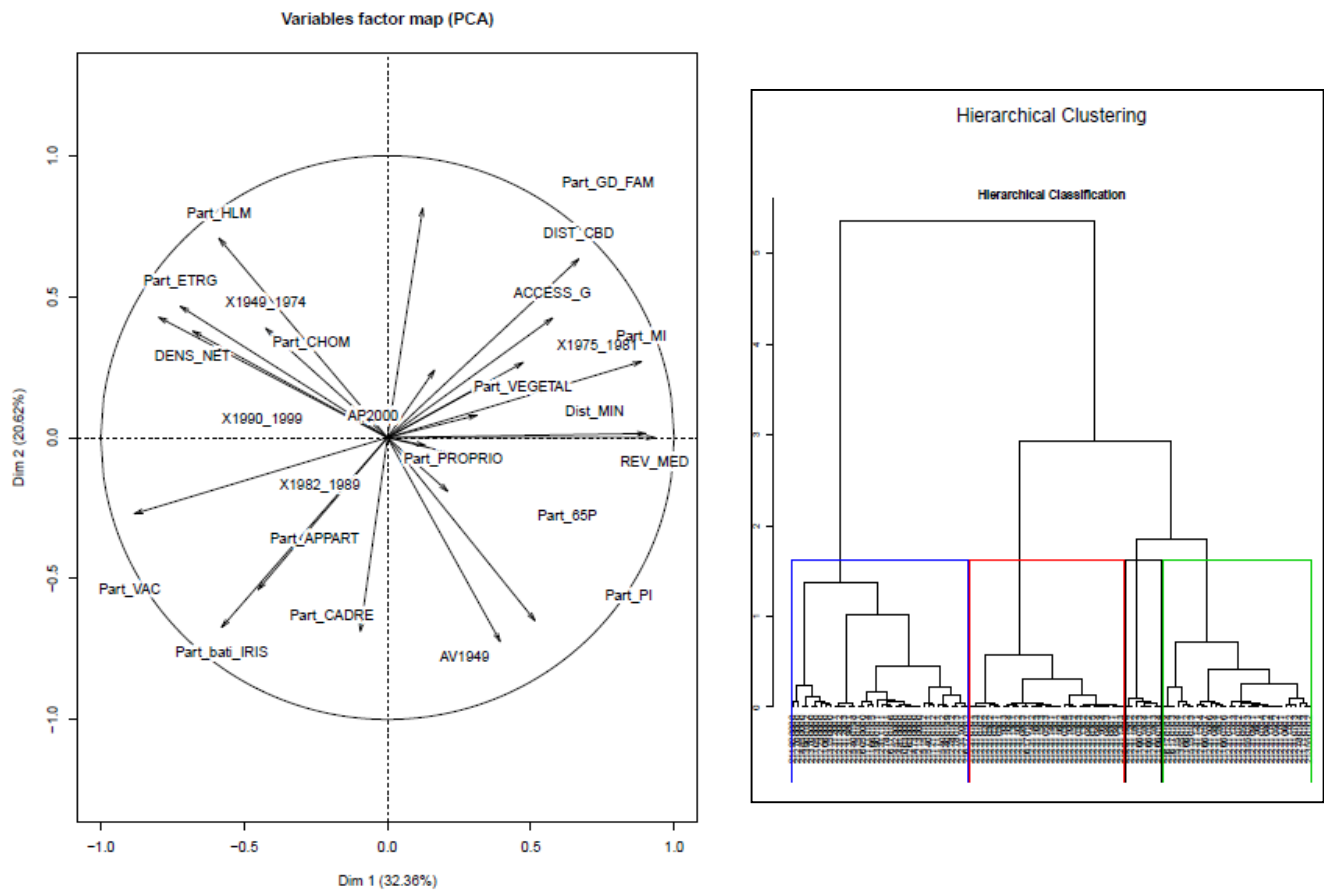 Variables factor map (PCA)
Part_GD_FAM
Part_HLM
DIST_CBD
Part_ETRG
ACCESS_G
X1949_1974
Part_MI
Part_CHOM
X1975_1981
DENS_NET
Part_VEGETAL
AP2000
Dist_MIN
X1990_1999
Part_PROPRIO
REV_MED
X1982_1989
Part_65P
Part_APPART
Part_VAC
Part_PI
Part_CADRE
Part_bati_IRIS
AV1949
1.0
0.5
0.0
−0.5
−1.0
Dim 2 (20.62%)
−1.0 −0.5 0.0 0.5 1.0
Dim 1 (32.36%)
Hierarchical Clustering
Hierarchical Classification
5
4
3
2
1
0